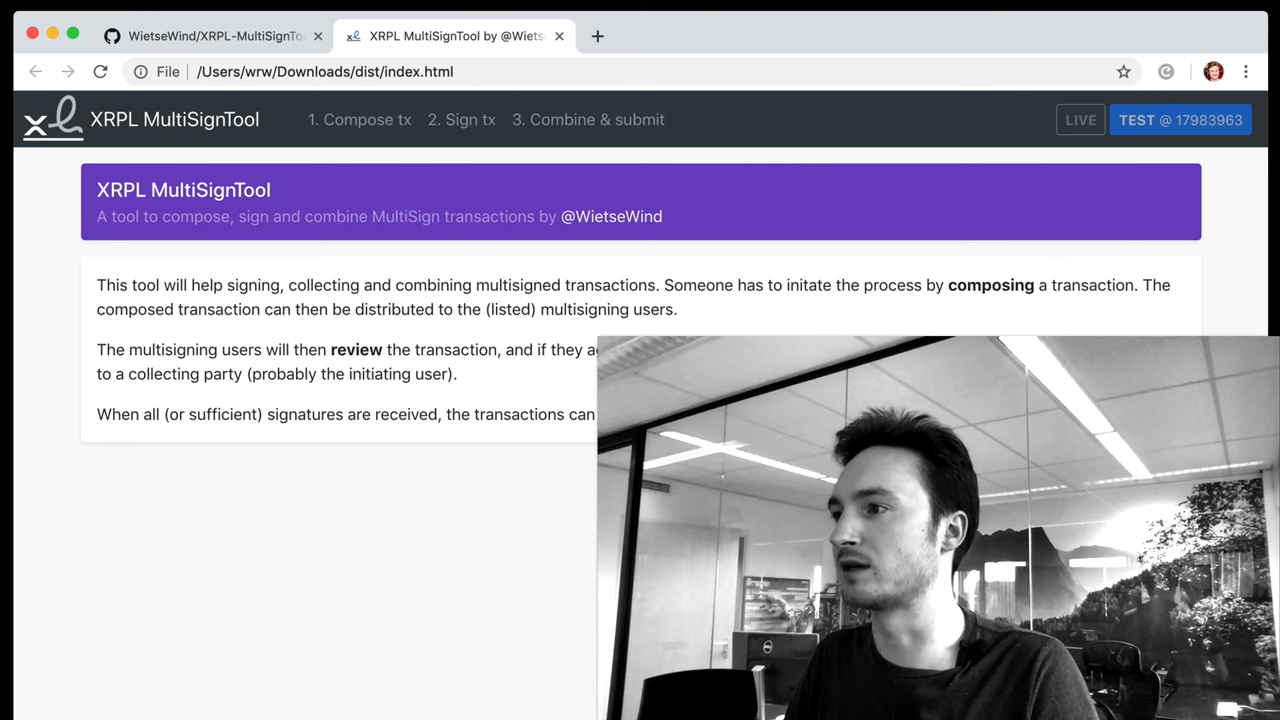 WietseWind/XRPL-MultiSignTo
XRPL MultiSignTool by @Wiets
File /Users/wrw/Downloads/dist/index.html
XRPL MultiSignTool 1. Compose tx 2. Sign tx 3. Combine & submit LIVE TEST @ 17983963
XRPL MultiSignTool
A tool to compose, sign and combine MultiSign transactions by @WietseWind
This tool will help signing, collecting and combining multisigned transactions. Someone has to initate the process by composing a transaction. The
composed transaction can then be distributed to the (listed) multisigning users.
The multisigning users will then review the transaction, and if they
to a collecting party (probably the initiating user).
When all (or sufficient) signatures are received, the transactions can